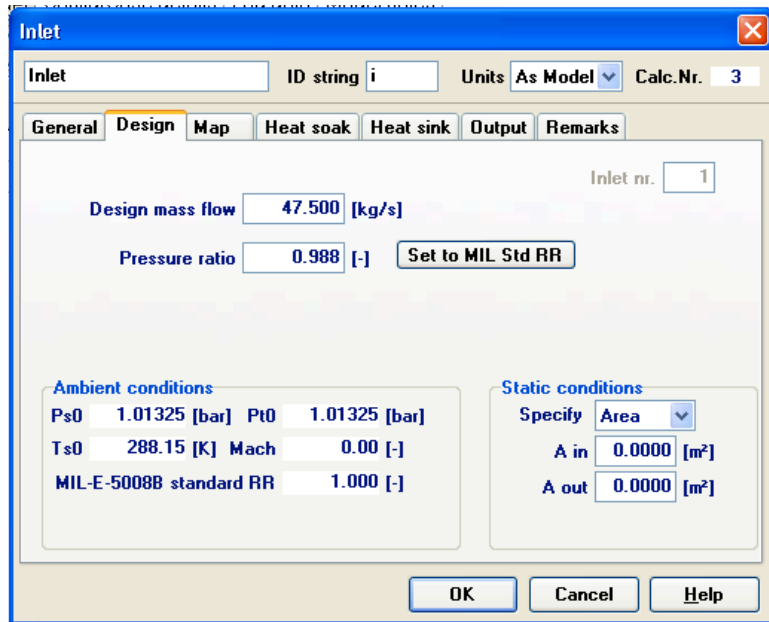 Inlet
Inlet ID string i Units As Model Calc.Nr. 3
General Design Map Heat soak Heat sink Output Remarks
Inlet nr. 1
Design mass flow 47.500 [kg/s]
Pressure ratio 0.988 [-] Set to MIL Std RR
Ambient conditions
Ps0 1.01325 [bar] Pt0 1.01325 [bar]
Ts0 288.15 [K] Mach 0.00 [-]
MIL-E-5008B standard RR 1.000 [-]
Static conditions
Specify Area
A in 0.0000 [m²]
A out 0.0000 [m²]
OK Cancel Help